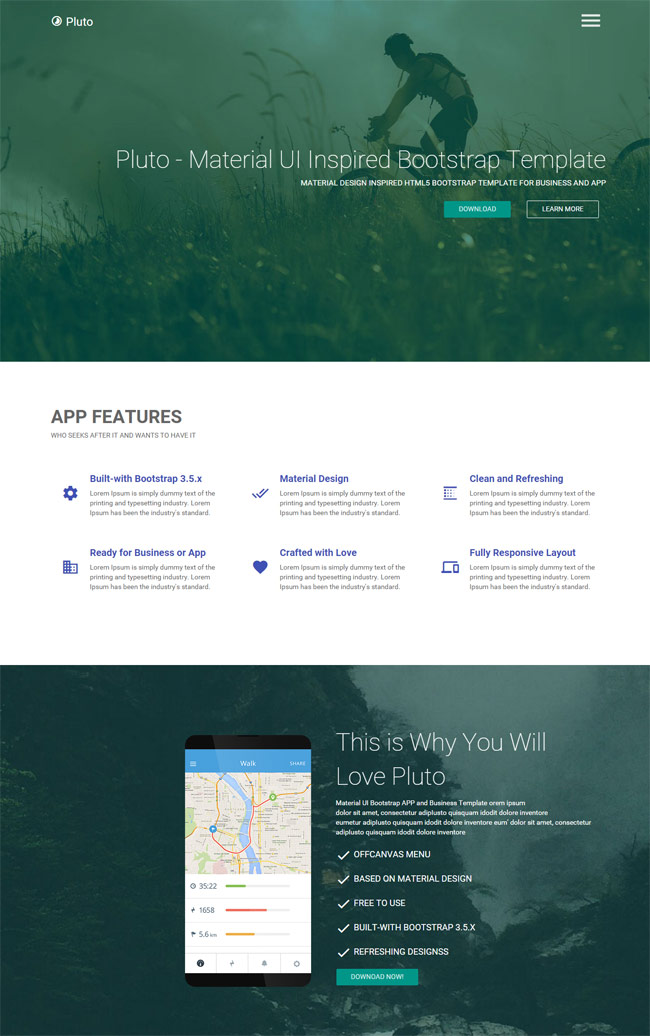 Pluto
Pluto - Material UI Inspired Bootstrap Template
MATERIAL DESIGN INSPIRED HTML5 BOOTSTRAP TEMPLATE FOR BUSINESS AND APP
DOWNLOAD
LEARN MORE
APP FEATURES
WHO SEEKS AFTER IT AND WANTS TO HAVE IT
Built-with Bootstrap 3.5.x
Lorem Ipsum is simply dummy text of the
printing and typesetting industry. Lorem
Ipsum has been the industry's standard.
Material Design
Lorem Ipsum is simply dummy text of the
printing and typesetting industry. Lorem
Ipsum has been the industry's standard.
Clean and Refreshing
Lorem Ipsum is simply dummy text of the
printing and typesetting industry. Lorem
Ipsum has been the industry's standard.
Ready for Business or App
Lorem Ipsum is simply dummy text of the
printing and typesetting industry. Lorem
Ipsum has been the industry's standard.
Crafted with Love
Lorem Ipsum is simply dummy text of the
printing and typesetting industry. Lorem
Ipsum has been the industry's standard.
Fully Responsive Layout
Lorem Ipsum is simply dummy text of the
printing and typesetting industry. Lorem
Ipsum has been the industry's standard.
Walk
SHARE
35:22
1658
5.6 km
This is Why You Will
Love Pluto
Material UI Bootstrap APP and Business Template orem ipsum
dolor sit amet, consectetur adiplusto quisquam idodit dolore inventore
eumetur adiplusto quisquam idodit dolore inventore eum' dolor sit amet, consectetur
adiplusto quisquam idodit dolore inventore
OFFCANVAS MENU
BASED ON MATERIAL DESIGN
FREE TO USE
BUILT-WITH BOOTSTRAP 3.5.X
REFRESHING DESIGNSS
DOWNOAD NOW!